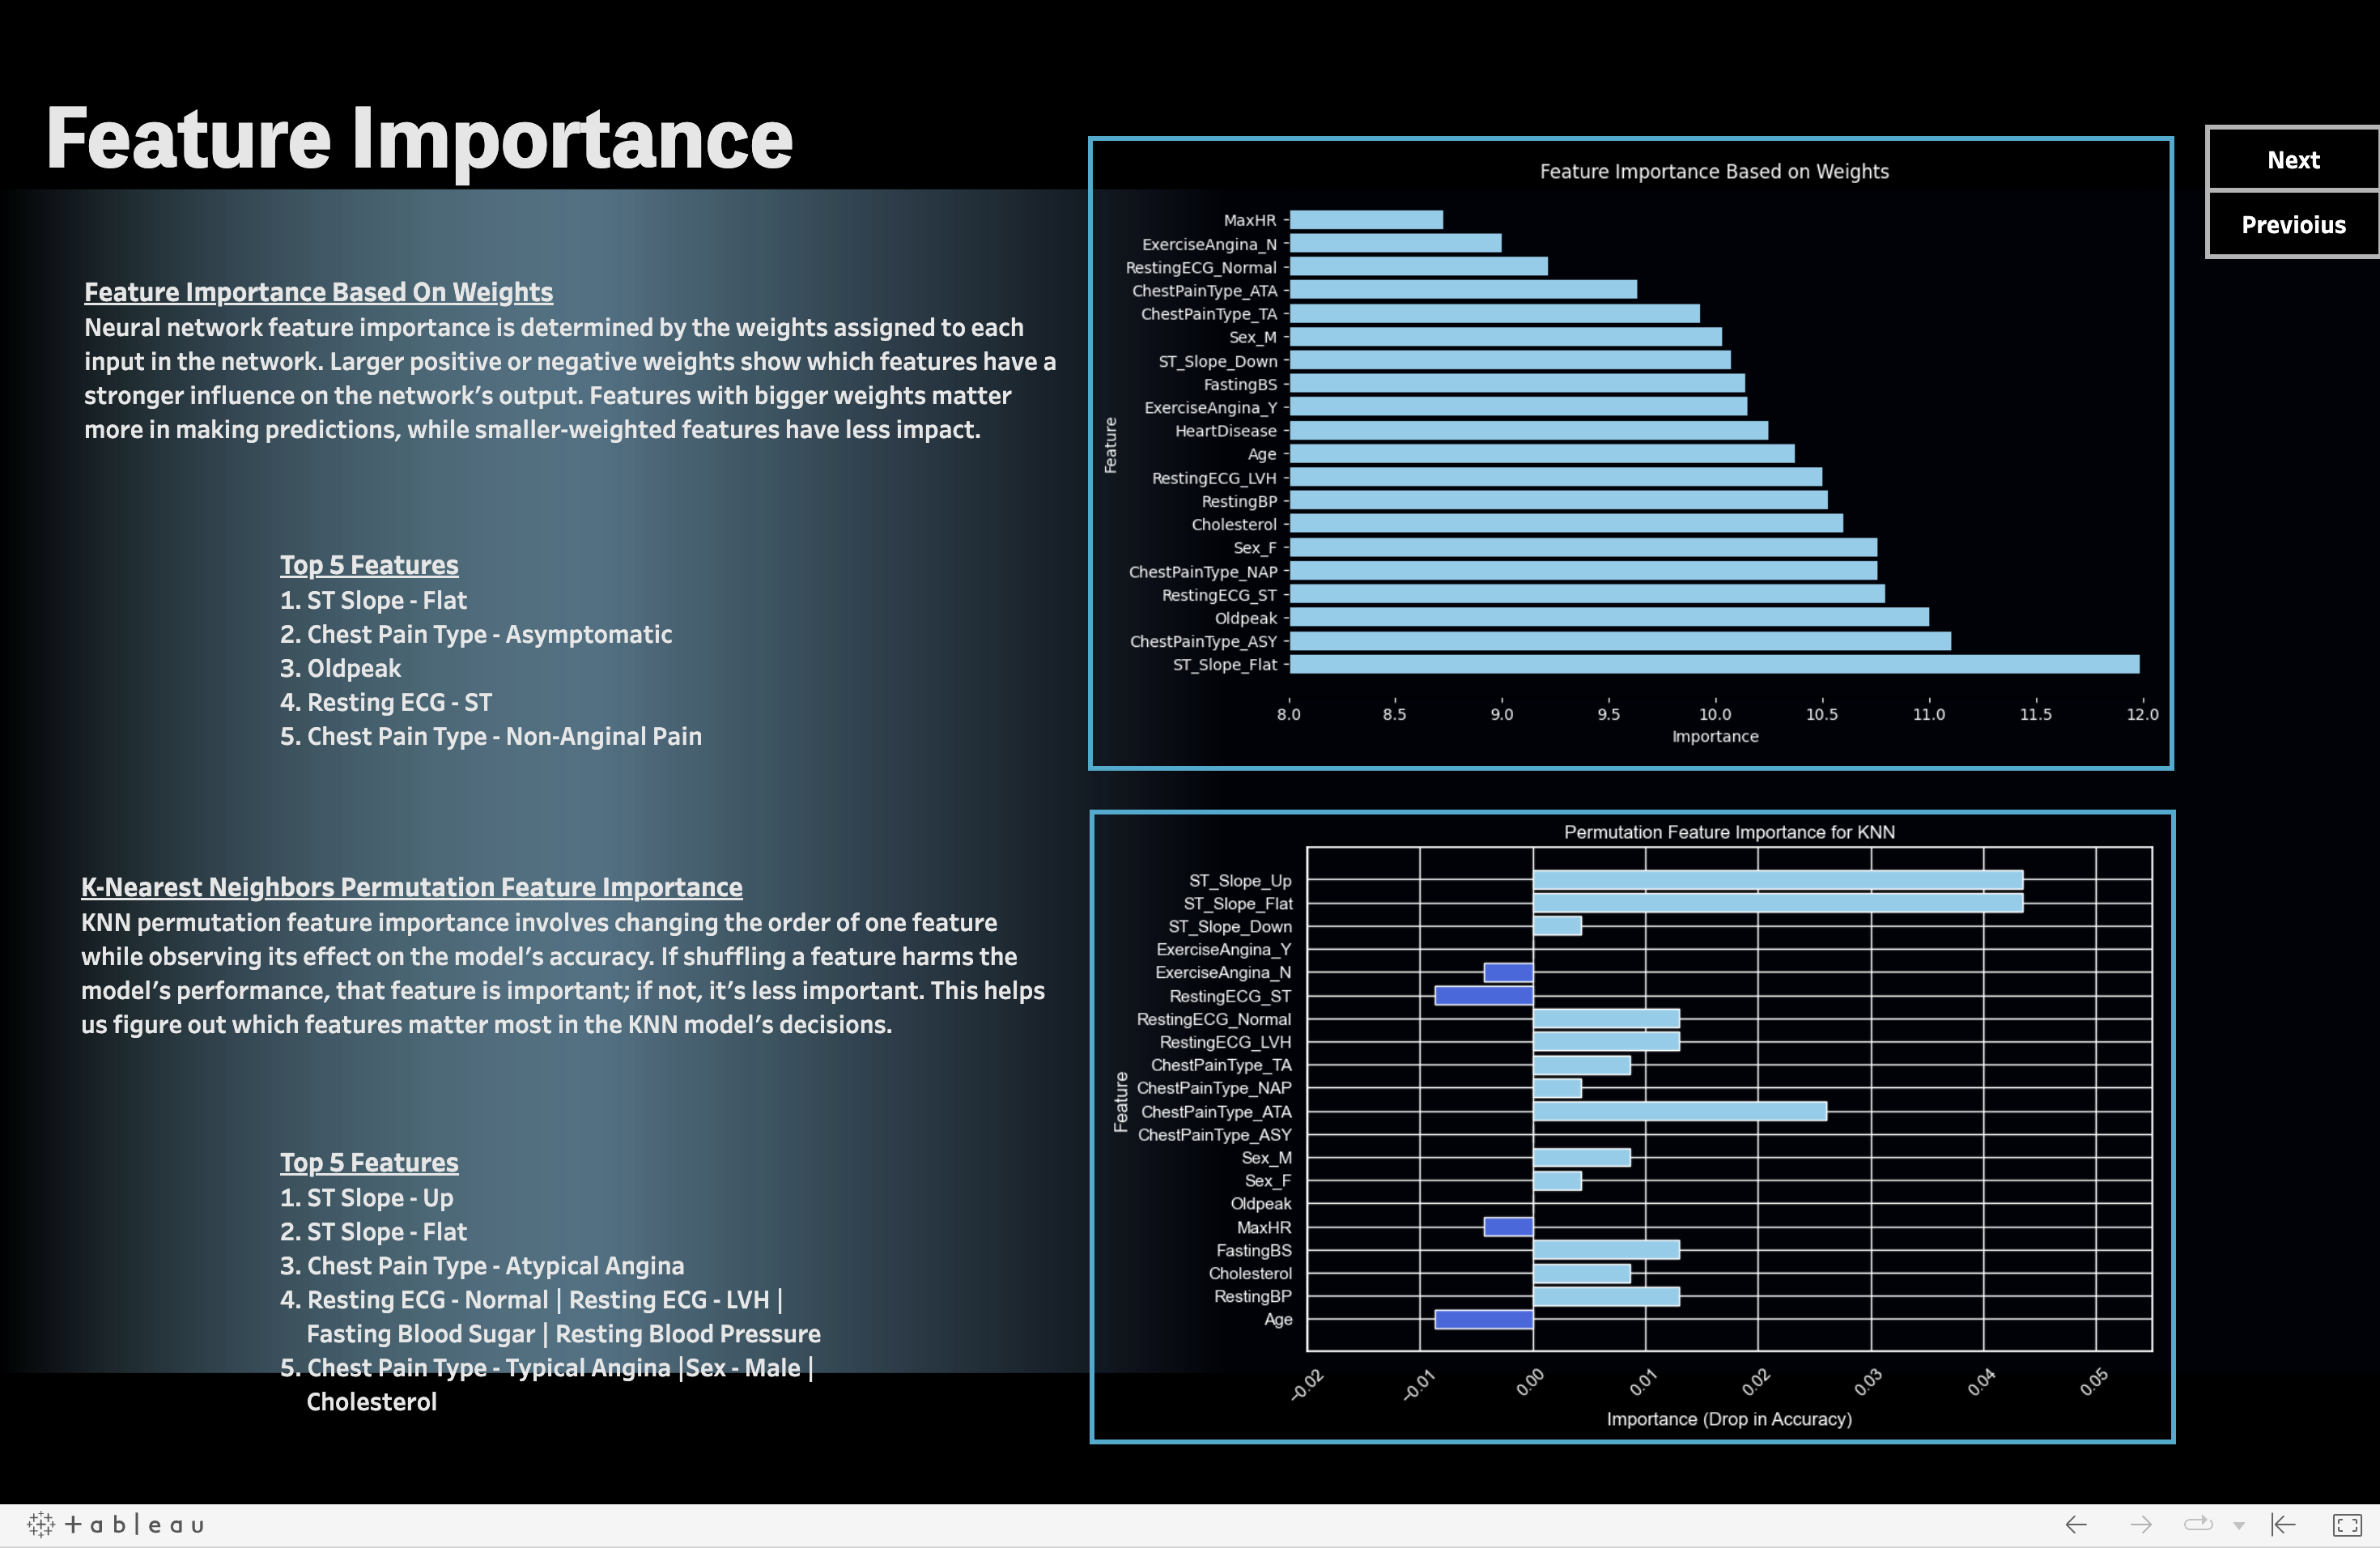 Feature Importance
Next
Previoius
Feature Importance Based On Weights
Neural network feature importance is determined by the weights assigned to each
input in the network. Larger positive or negative weights show which features have a
stronger influence on the network's output. Features with bigger weights matter
more in making predictions, while smaller-weighted features have less impact.
Top 5 Features
1. ST Slope - Flat
2. Chest Pain Type - Asymptomatic
3. Oldpeak
4. Resting ECG - ST
5. Chest Pain Type - Non-Anginal Pain
Feature Importance Based on Weights
Feature
MaxHR
ExerciseAngina_N
RestingECG_Normal
ChestPainType_ATA
ChestPainType_TA
Sex_M
ST_Slope_Down
FastingBS
ExerciseAngina_Y
HeartDisease
Age
RestingECG_LVH
RestingBP
Cholesterol
Sex_F
ChestPainType_NAP
RestingECG_ST
Oldpeak
ChestPainType_ASY
ST_Slope_Flat
8.0 8.5 9.0 9.5 10.0 10.5 11.0 11.5 12.0
Importance
K-Nearest Neighbors Permutation Feature Importance
KNN permutation feature importance involves changing the order of one feature
while observing its effect on the model's accuracy. If shuffling a feature harms the
model's performance, that feature is important; if not, it's less important. This helps
us figure out which features matter most in the KNN model's decisions.
Top 5 Features
1. ST Slope - Up
2. ST Slope - Flat
3. Chest Pain Type - Atypical Angina
4. Resting ECG - Normal | Resting ECG - LVH |
Fasting Blood Sugar | Resting Blood Pressure
5. Chest Pain Type - Typical Angina |Sex - Male |
Cholesterol
Permutation Feature Importance for KNN
Feature
ST_Slope_Up
ST_Slope_Flat
ST_Slope_Down
ExerciseAngina_Y
ExerciseAngina_N
RestingECG_ST
RestingECG_Normal
RestingECG_LVH
ChestPainType_TA
ChestPainType_NAP
ChestPainType_ATA
ChestPainType_ASY
Sex_M
Sex_F
Oldpeak
MaxHR
FastingBS
Cholesterol
RestingBP
Age
−0.02 −0.01 0.00 0.01 0.02 0.03 0.04 0.05
Importance (Drop in Accuracy)
+ableau